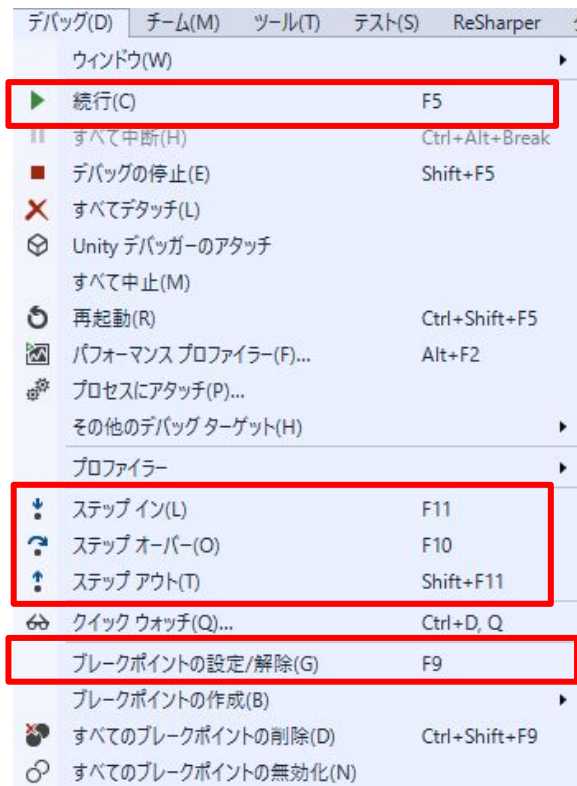 デバッグ(D) チーム(M) ツール(T) テスト(S) ReSharper
ウィンドウ(W)
続行(C) F5
すべて中断(H) Ctrl+Alt+Break
デバッグの停止(E) Shift+F5
すべてデタッチ(L)
Unity デバッガーのアタッチ
すべて中止(M)
再起動(R) Ctrl+Shift+F5
パフォーマンス プロファイラー(F)... Alt+F2
プロセスにアタッチ(P)...
その他のデバッグ ターゲット(H)
プロファイラー
ステップ イン(L) F11
ステップ オーバー(O) F10
ステップ アウト(T) Shift+F11
クイック ウォッチ(Q)... Ctrl+D, Q
ブレークポイントの設定/解除(G) F9
ブレークポイントの作成(B)
すべてのブレークポイントの削除(D) Ctrl+Shift+F9
すべてのブレークポイントの無効化(N)